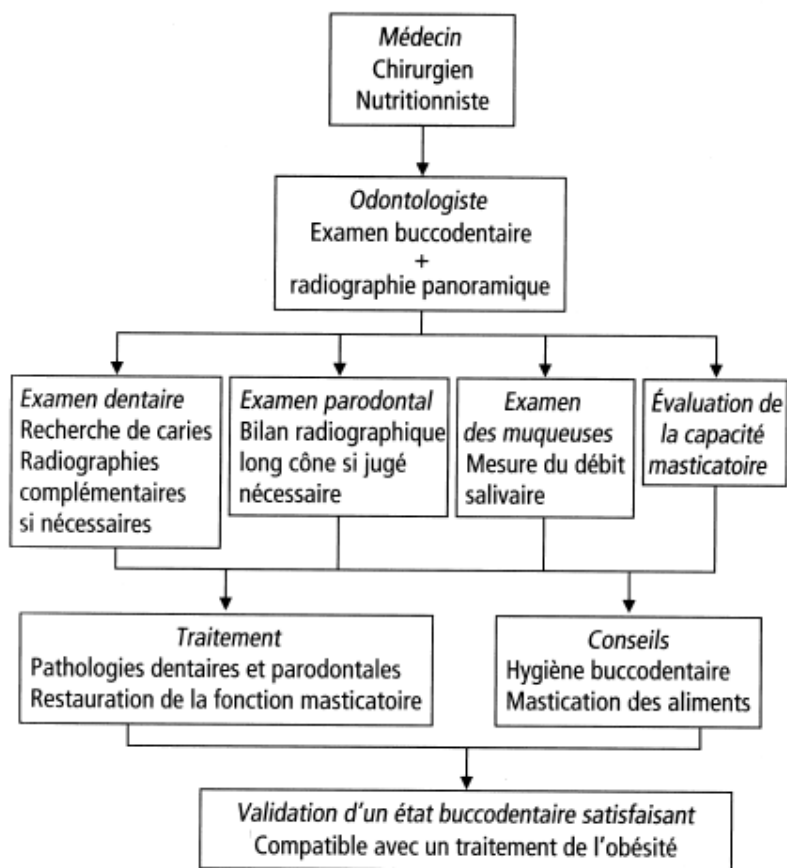 Médecin
Chirurgien
Nutritionniste
Odontologiste
Examen buccodentaire
+
radiographie panoramique
Examen dentaire
Recherche de caries
Radiographies
complémentaires
si nécessaires
Examen parodontal
Bilan radiographique
long cône si jugé
nécessaire
Examen
des muqueuses
Mesure du débit
salivaire
Évaluation de
la capacité
masticatoire
Traitement
Pathologies dentaires et parodontales
Restauration de la fonction masticatoire
Conseils
Hygiène buccodentaire
Mastication des aliments
Validation d'un état buccodentaire satisfaisant
Compatible avec un traitement de l'obésité